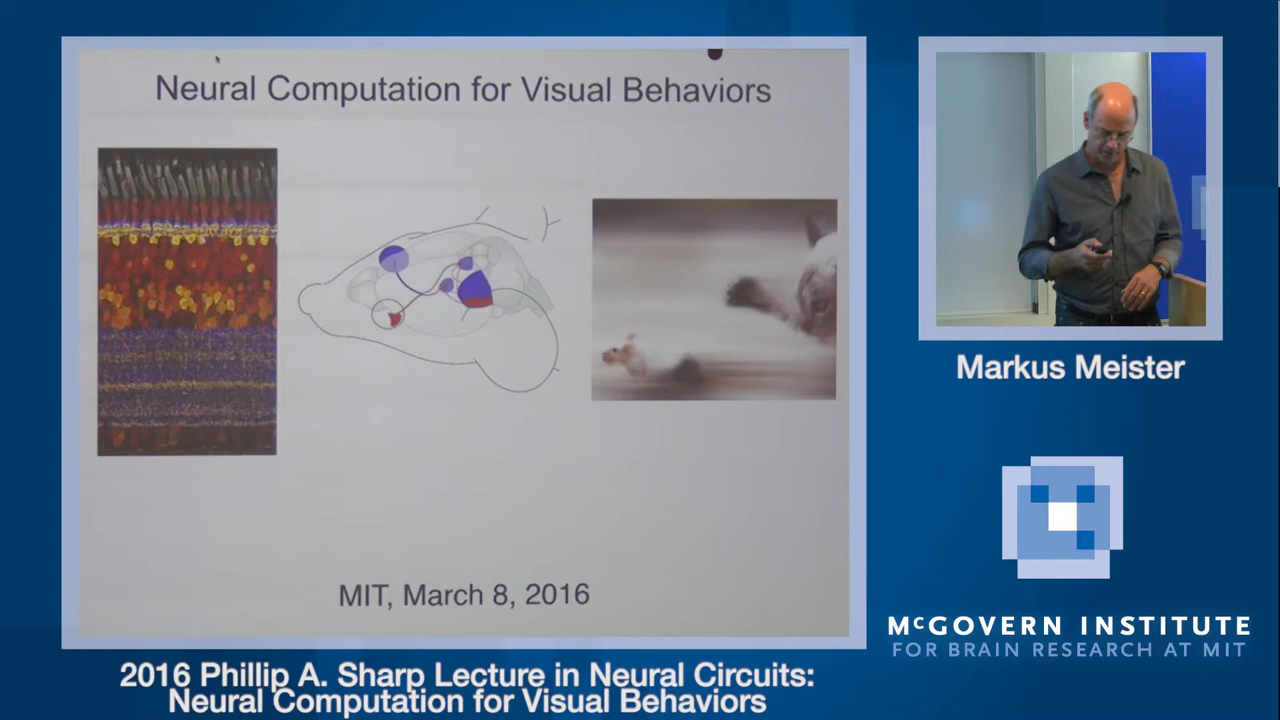 Neural Computation for Visual Behaviors
MIT, March 8, 2016
Markus Meister
McGOVERN INSTITUTE
FOR BRAIN RESEARCH AT MIT
2016 Phillip A. Sharp Lecture in Neural Circuits:
Neural Computation for Visual Behaviors